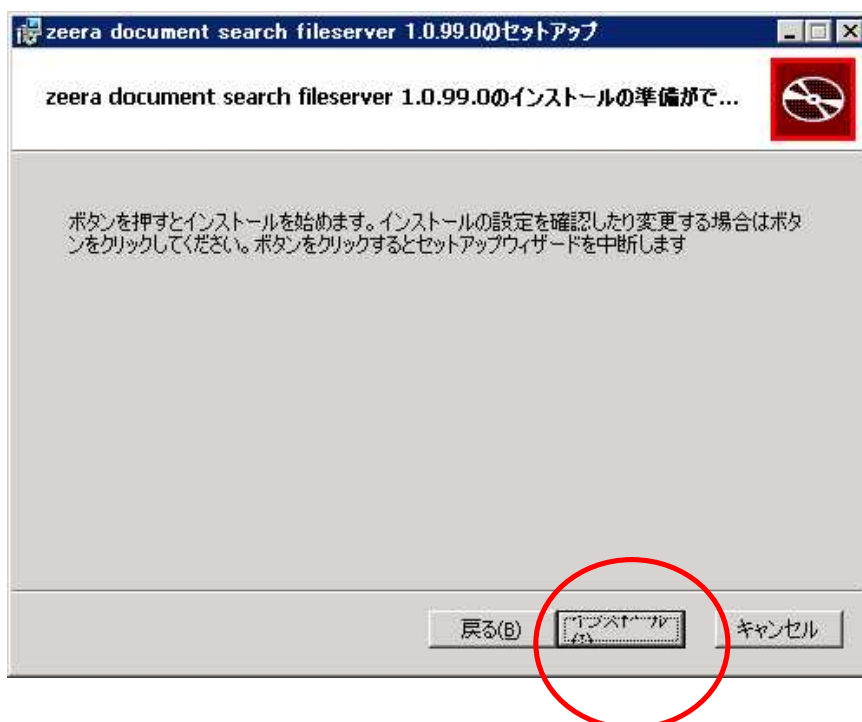 zeera document search fileserver 1.0.99.0のセットアップ
zeera document search fileserver 1.0.99.0のインストールの準備がで...
ボタンを押すとインストールを始めます。インストールの設定を確認したり変更する場合はボタ
ンをクリックしてください。ボタンをクリックするとセットアップウィザードを中断します
戻る(B)
インストール
(I)
キャンセル